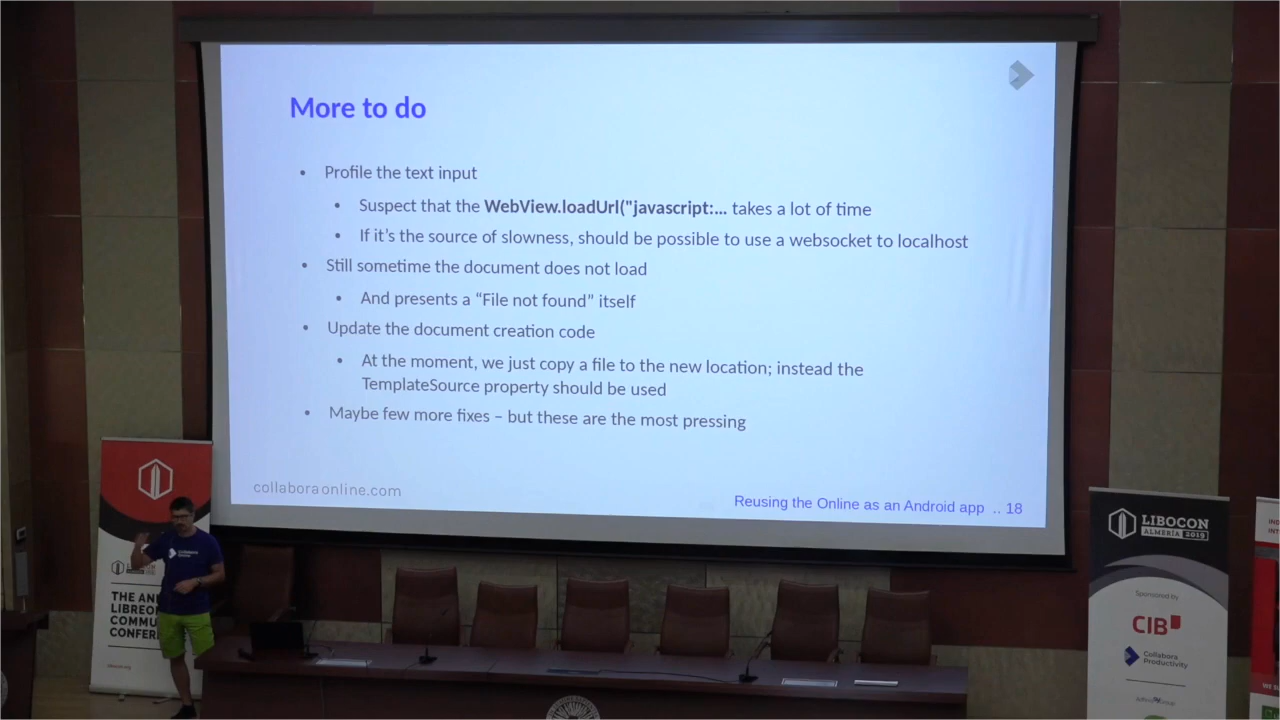 More to do
• Profile the text input
• Suspect that the WebView.loadUrl("javascript:... takes a lot of time
• If it's the source of slowness, should be possible to use a websocket to localhost
• Still sometime the document does not load
• And presents a “File not found” itself
• Update the document creation code
• At the moment, we just copy a file to the new location; instead the
TemplateSource property should be used
• Maybe few more fixes – but these are the most pressing
collaboraonline.com
Reusing the Online as an Android app .. 18
THE AN
LIBREO
COMMU
CONFER
LIBOCON
ALMERÍA 2019
Sponsored by
CIB
Collabora
Productivity